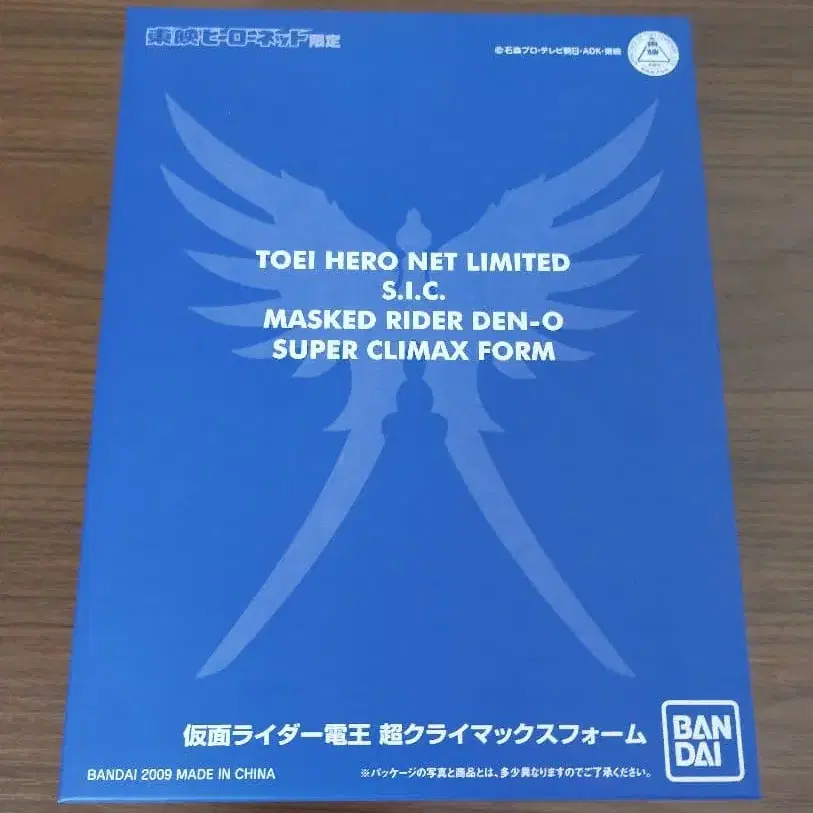 東映ヒーローネット限定
©石森プロ・テレビ朝日・ADK・東映
TOEI HERO NET LIMITED
S.I.C.
MASKED RIDER DEN-O
SUPER CLIMAX FORM
仮面ライダー電王 超クライマックスフォーム
BANDAI 2009 MADE IN CHINA
※パッケージの写真と商品とは、多少異なりますのでご了承ください。
BAN
DAI